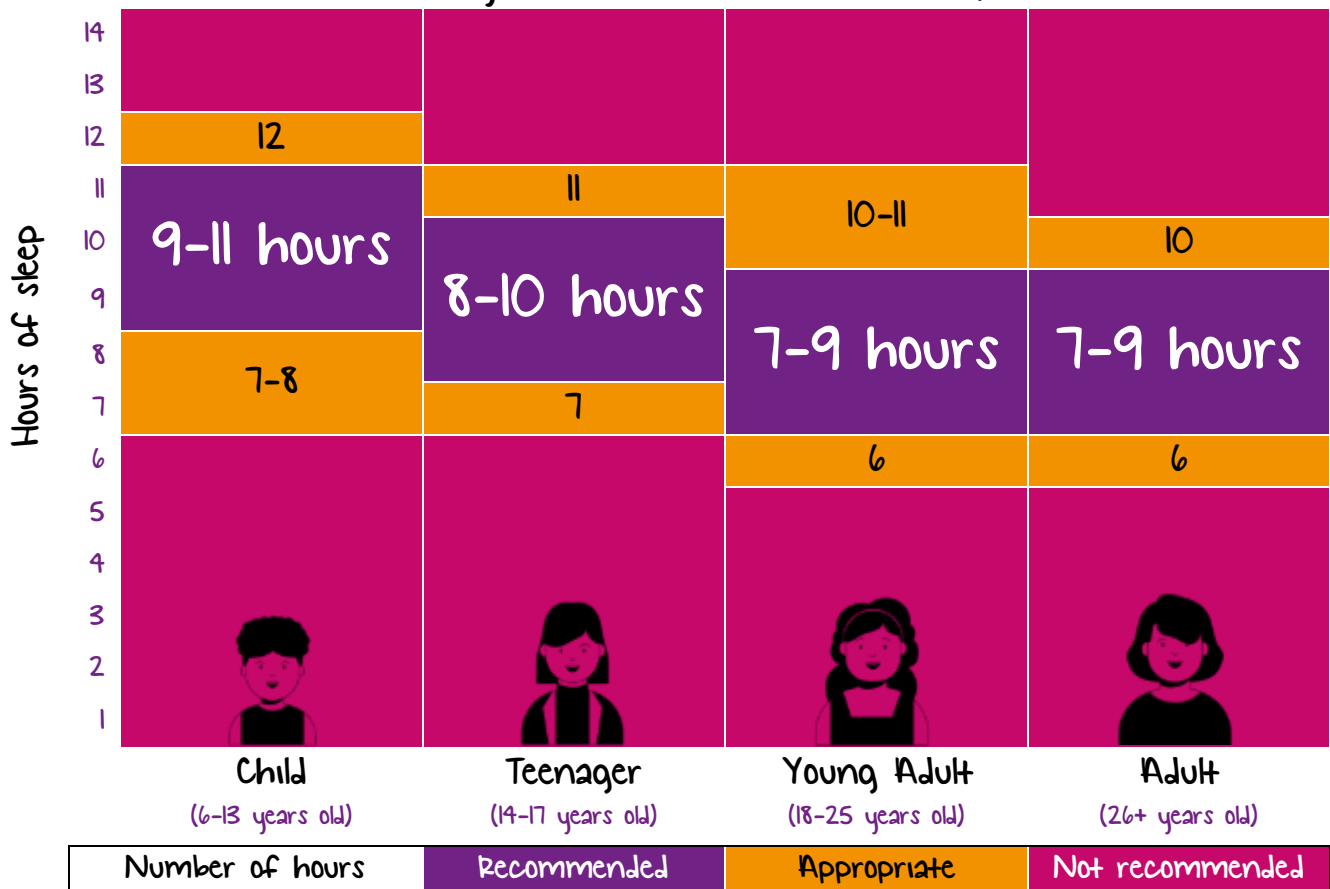 14
13
12
11
10
9
8
7
6
5
4
3
2
1
Hours of sleep
12
9-11 hours
7-8
11
8-10 hours
7
10-11
7-9 hours
6
10
7-9 hours
6
Child
(6-13 years old)
Teenager
(14-17 years old)
Young Adult
(18-25 years old)
Adult
(26+ years old)
Number of hours
Recommended
Appropriate
Not recommended